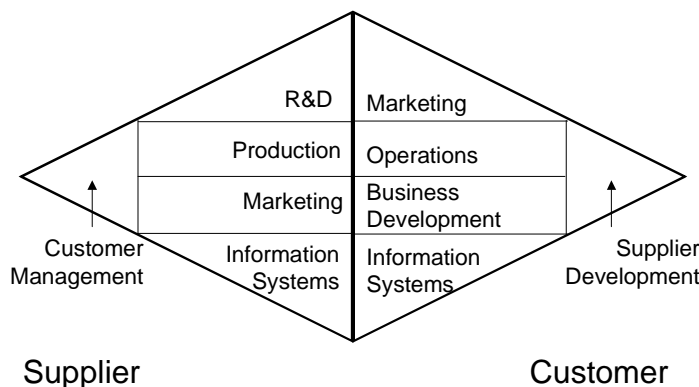 R&D
Marketing
Production
Operations
Marketing
Business
Development
Information
Systems
Information
Systems
Customer
Management
Supplier
Development
Supplier
Customer